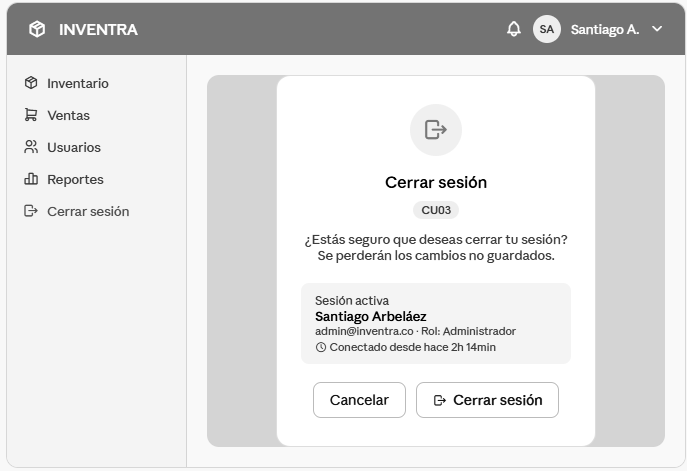 INVENTRA
SA
Santiago A.
Inventario
Ventas
Usuarios
Reportes
Cerrar sesión
Cerrar sesión
CU03
¿Estás seguro que deseas cerrar tu sesión?
Se perderán los cambios no guardados.
Sesión activa
Santiago Arbeláez
admin@inventra.co · Rol: Administrador
Conectado desde hace 2h 14min
Cancelar
Cerrar sesión